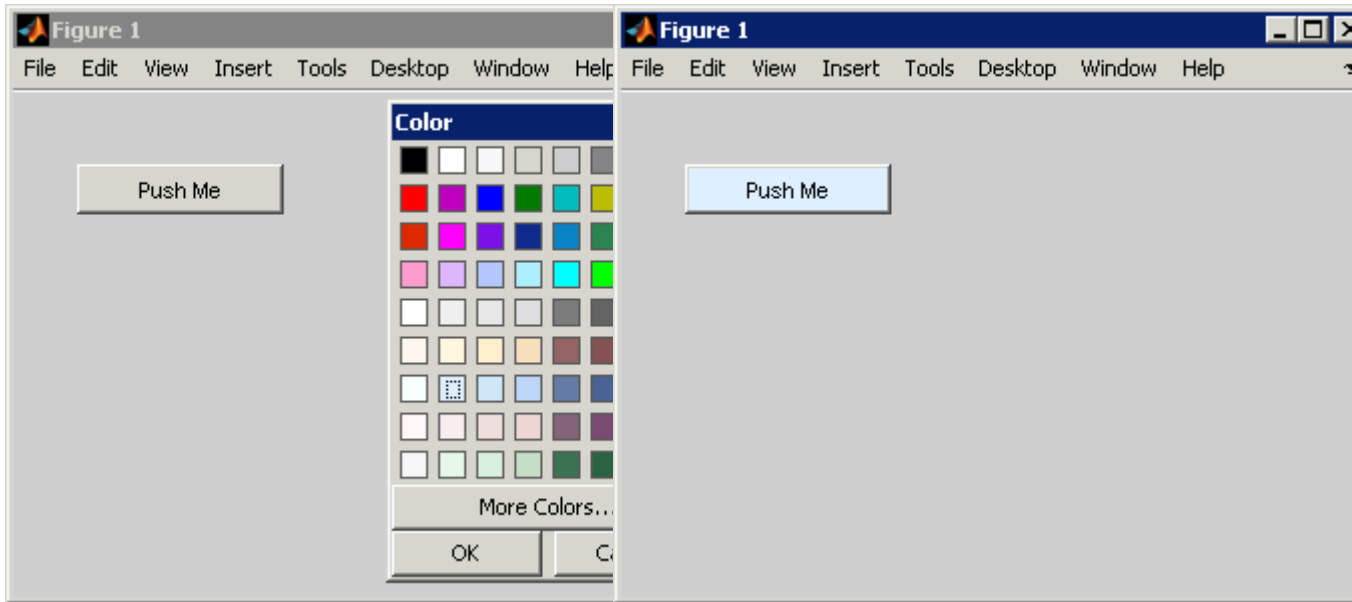 Figure 1
File Edit View Insert Tools Desktop Window Help
Push Me
Color
More Colors...
OK
Figure 1
File Edit View Insert Tools Desktop Window Help
Push Me